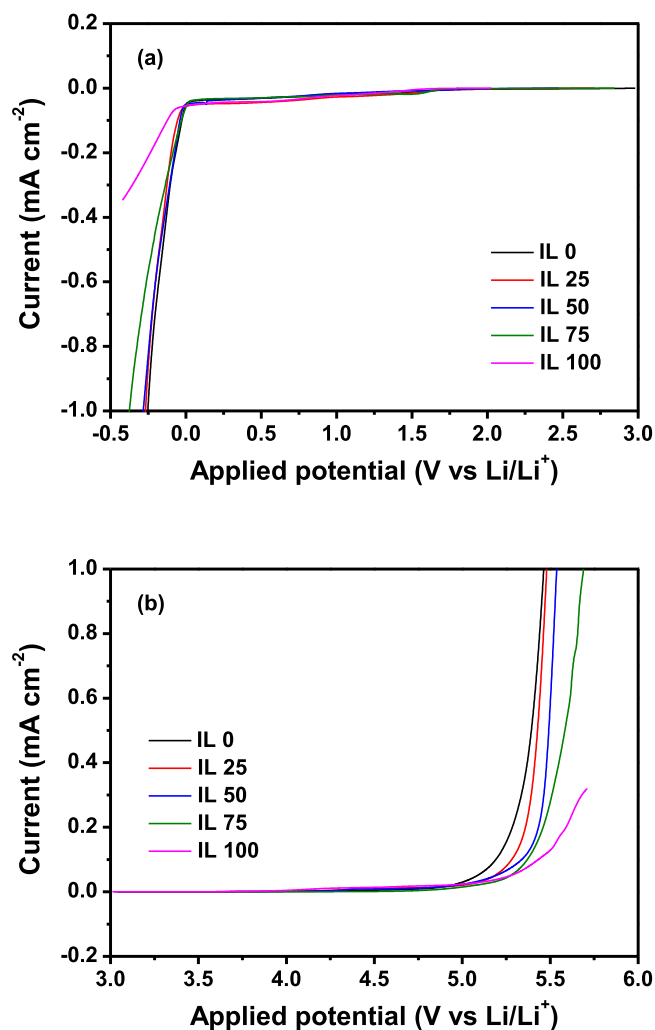 0.2
(a)
0.0
-0.2
-0.4
-0.6
-0.8
-1.0
Current (mA cm⁻²)
IL 0
IL 25
IL 50
IL 75
IL 100
-0.5 0.0 0.5 1.0 1.5 2.0 2.5 3.0
Applied potential (V vs Li/Li⁺)
1.0
(b)
0.8
0.6
0.4
0.2
0.0
-0.2
Current (mA cm⁻²)
IL 0
IL 25
IL 50
IL 75
IL 100
3.0 3.5 4.0 4.5 5.0 5.5 6.0
Applied potential (V vs Li/Li⁺)